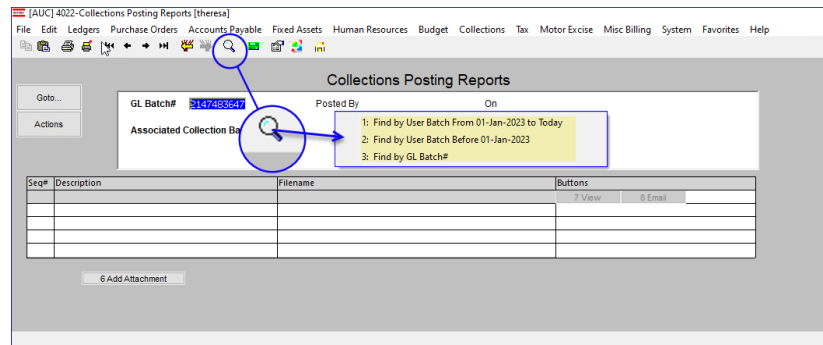 [AUC] 4022-Collections Posting Reports [theresa]
File Edit Ledgers Purchase Orders Accounts Payable Fixed Assets Human Resources Budget Collections Tax Motor Excise Misc Billing System Favorites Help
Collections Posting Reports
Goto...
GL Batch# 2147483647 Posted By On
Actions
Associated Collection Ba
1: Find by User Batch From 01-Jan-2023 to Today
2: Find by User Batch Before 01-Jan-2023
3: Find by GL Batch#
Seq# Description Filename Buttons
7 View 8 Email
6 Add Attachment